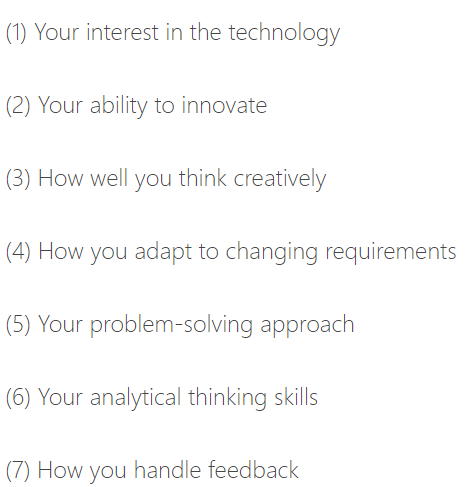 (1) Your interest in the technology
(2) Your ability to innovate
(3) How well you think creatively
(4) How you adapt to changing requirements
(5) Your problem-solving approach
(6) Your analytical thinking skills
(7) How you handle feedback